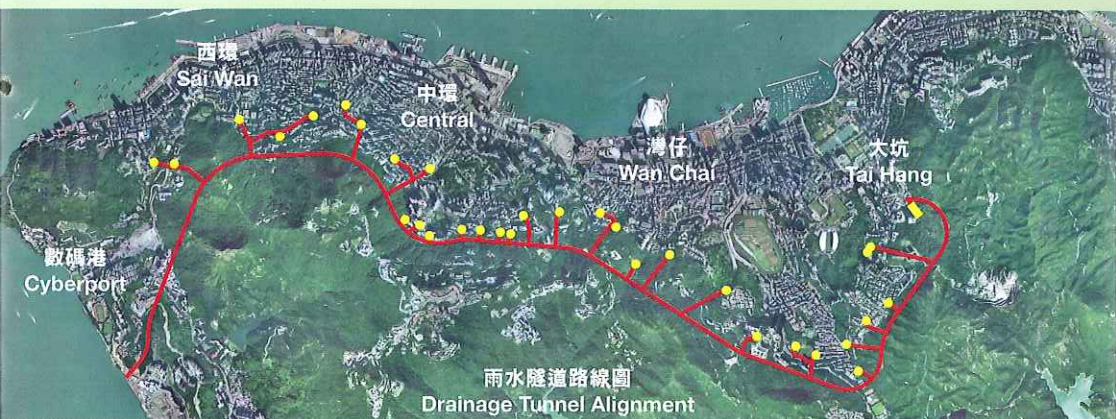 西環
Sai Wan
中環
Central
灣仔
Wan Chai
大坑
Tai Hang
數碼港
Cyberport
雨水隧道路線圖
Drainage Tunnel Alignment